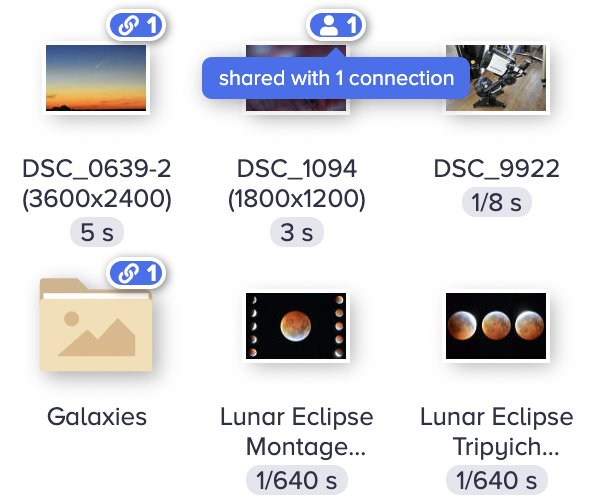 1
1
shared with 1 connection
DSC_0639-2
(3600x2400)
5 s
DSC_1094
(1800x1200)
3 s
DSC_9922
1/8 s
1
Galaxies
Lunar Eclipse
Montage...
1/640 s
Lunar Eclipse
Tripyich...
1/640 s